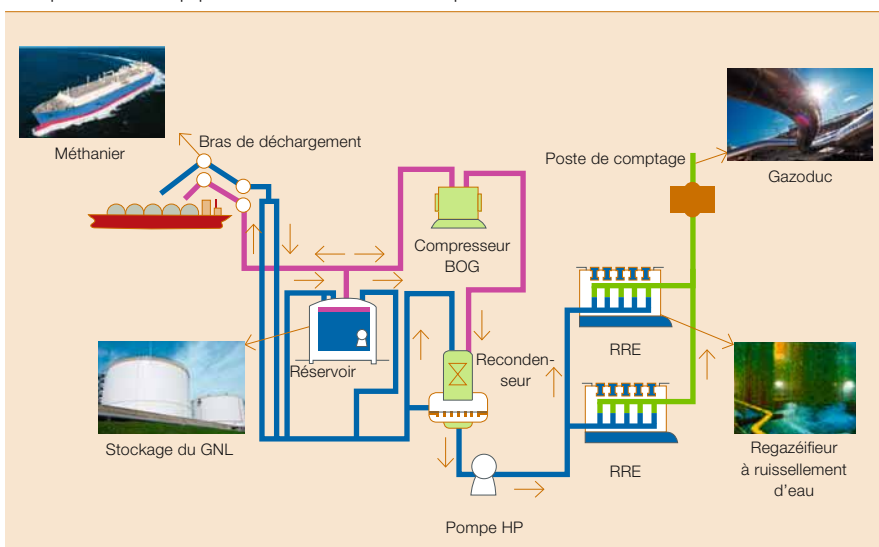 Méthanier
Bras de déchargement
Poste de comptage
Gazoduc
Compresseur
BOG
Réservoir
Reconden-
seur
RRE
Stockage du GNL
RRE
Regazéifieur
à ruissellement
d'eau
Pompe HP